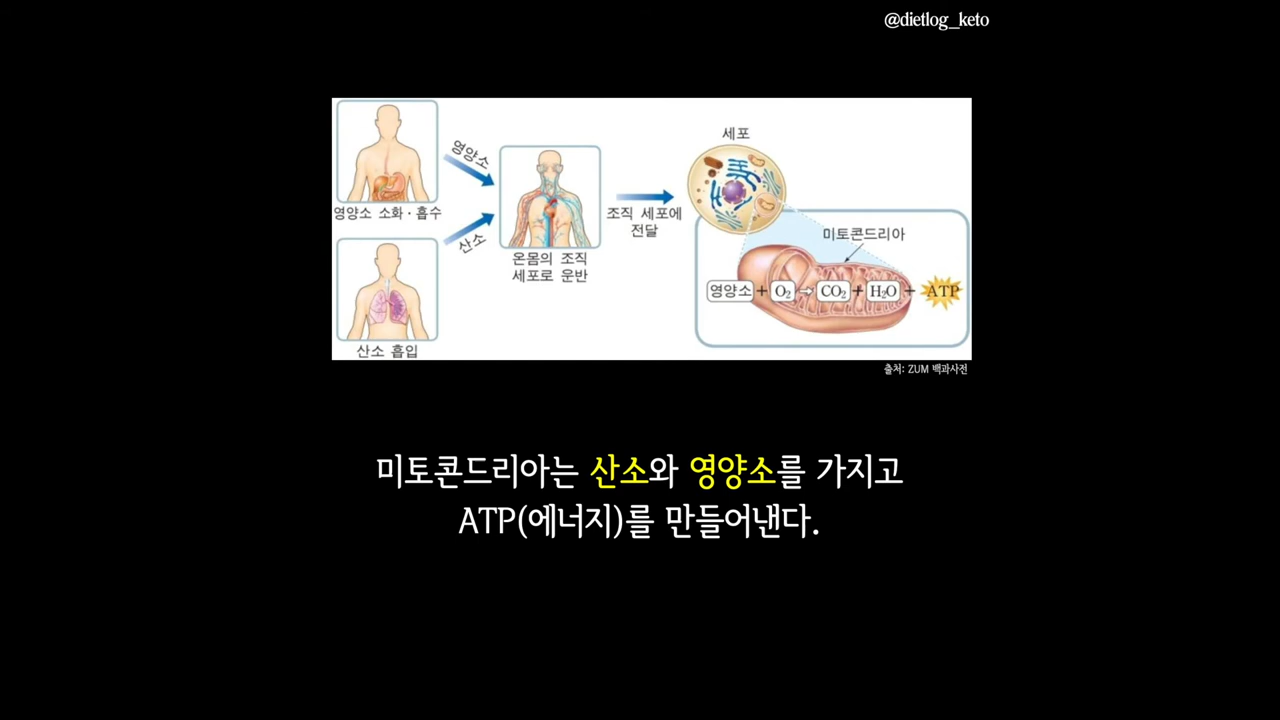 @dietlog_keto
영양소 소화·흡수
영양소
산소
산소 흡입
온몸의 조직
세포로 운반
조직 세포에
전달
세포
미토콘드리아
영양소 + O₂ → CO₂ + H₂O + ATP
출처: ZUM 백과사전
미토콘드리아는 산소와 영양소를 가지고
ATP(에너지)를 만들어낸다.